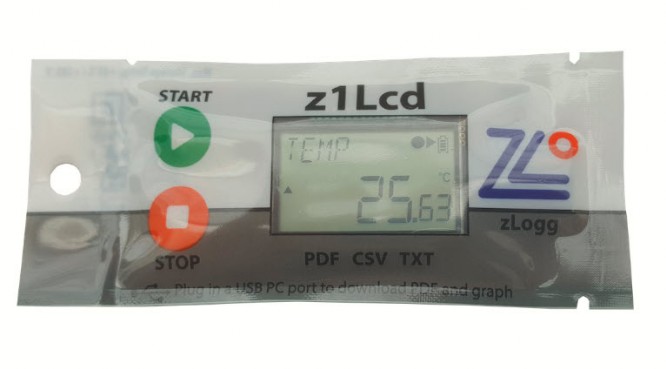 START
z1Lcd
TEMP
°C
25.63
ZL
zLogg
STOP
PDF CSV TXT
Plug in a USB PC port to download PDF and graph